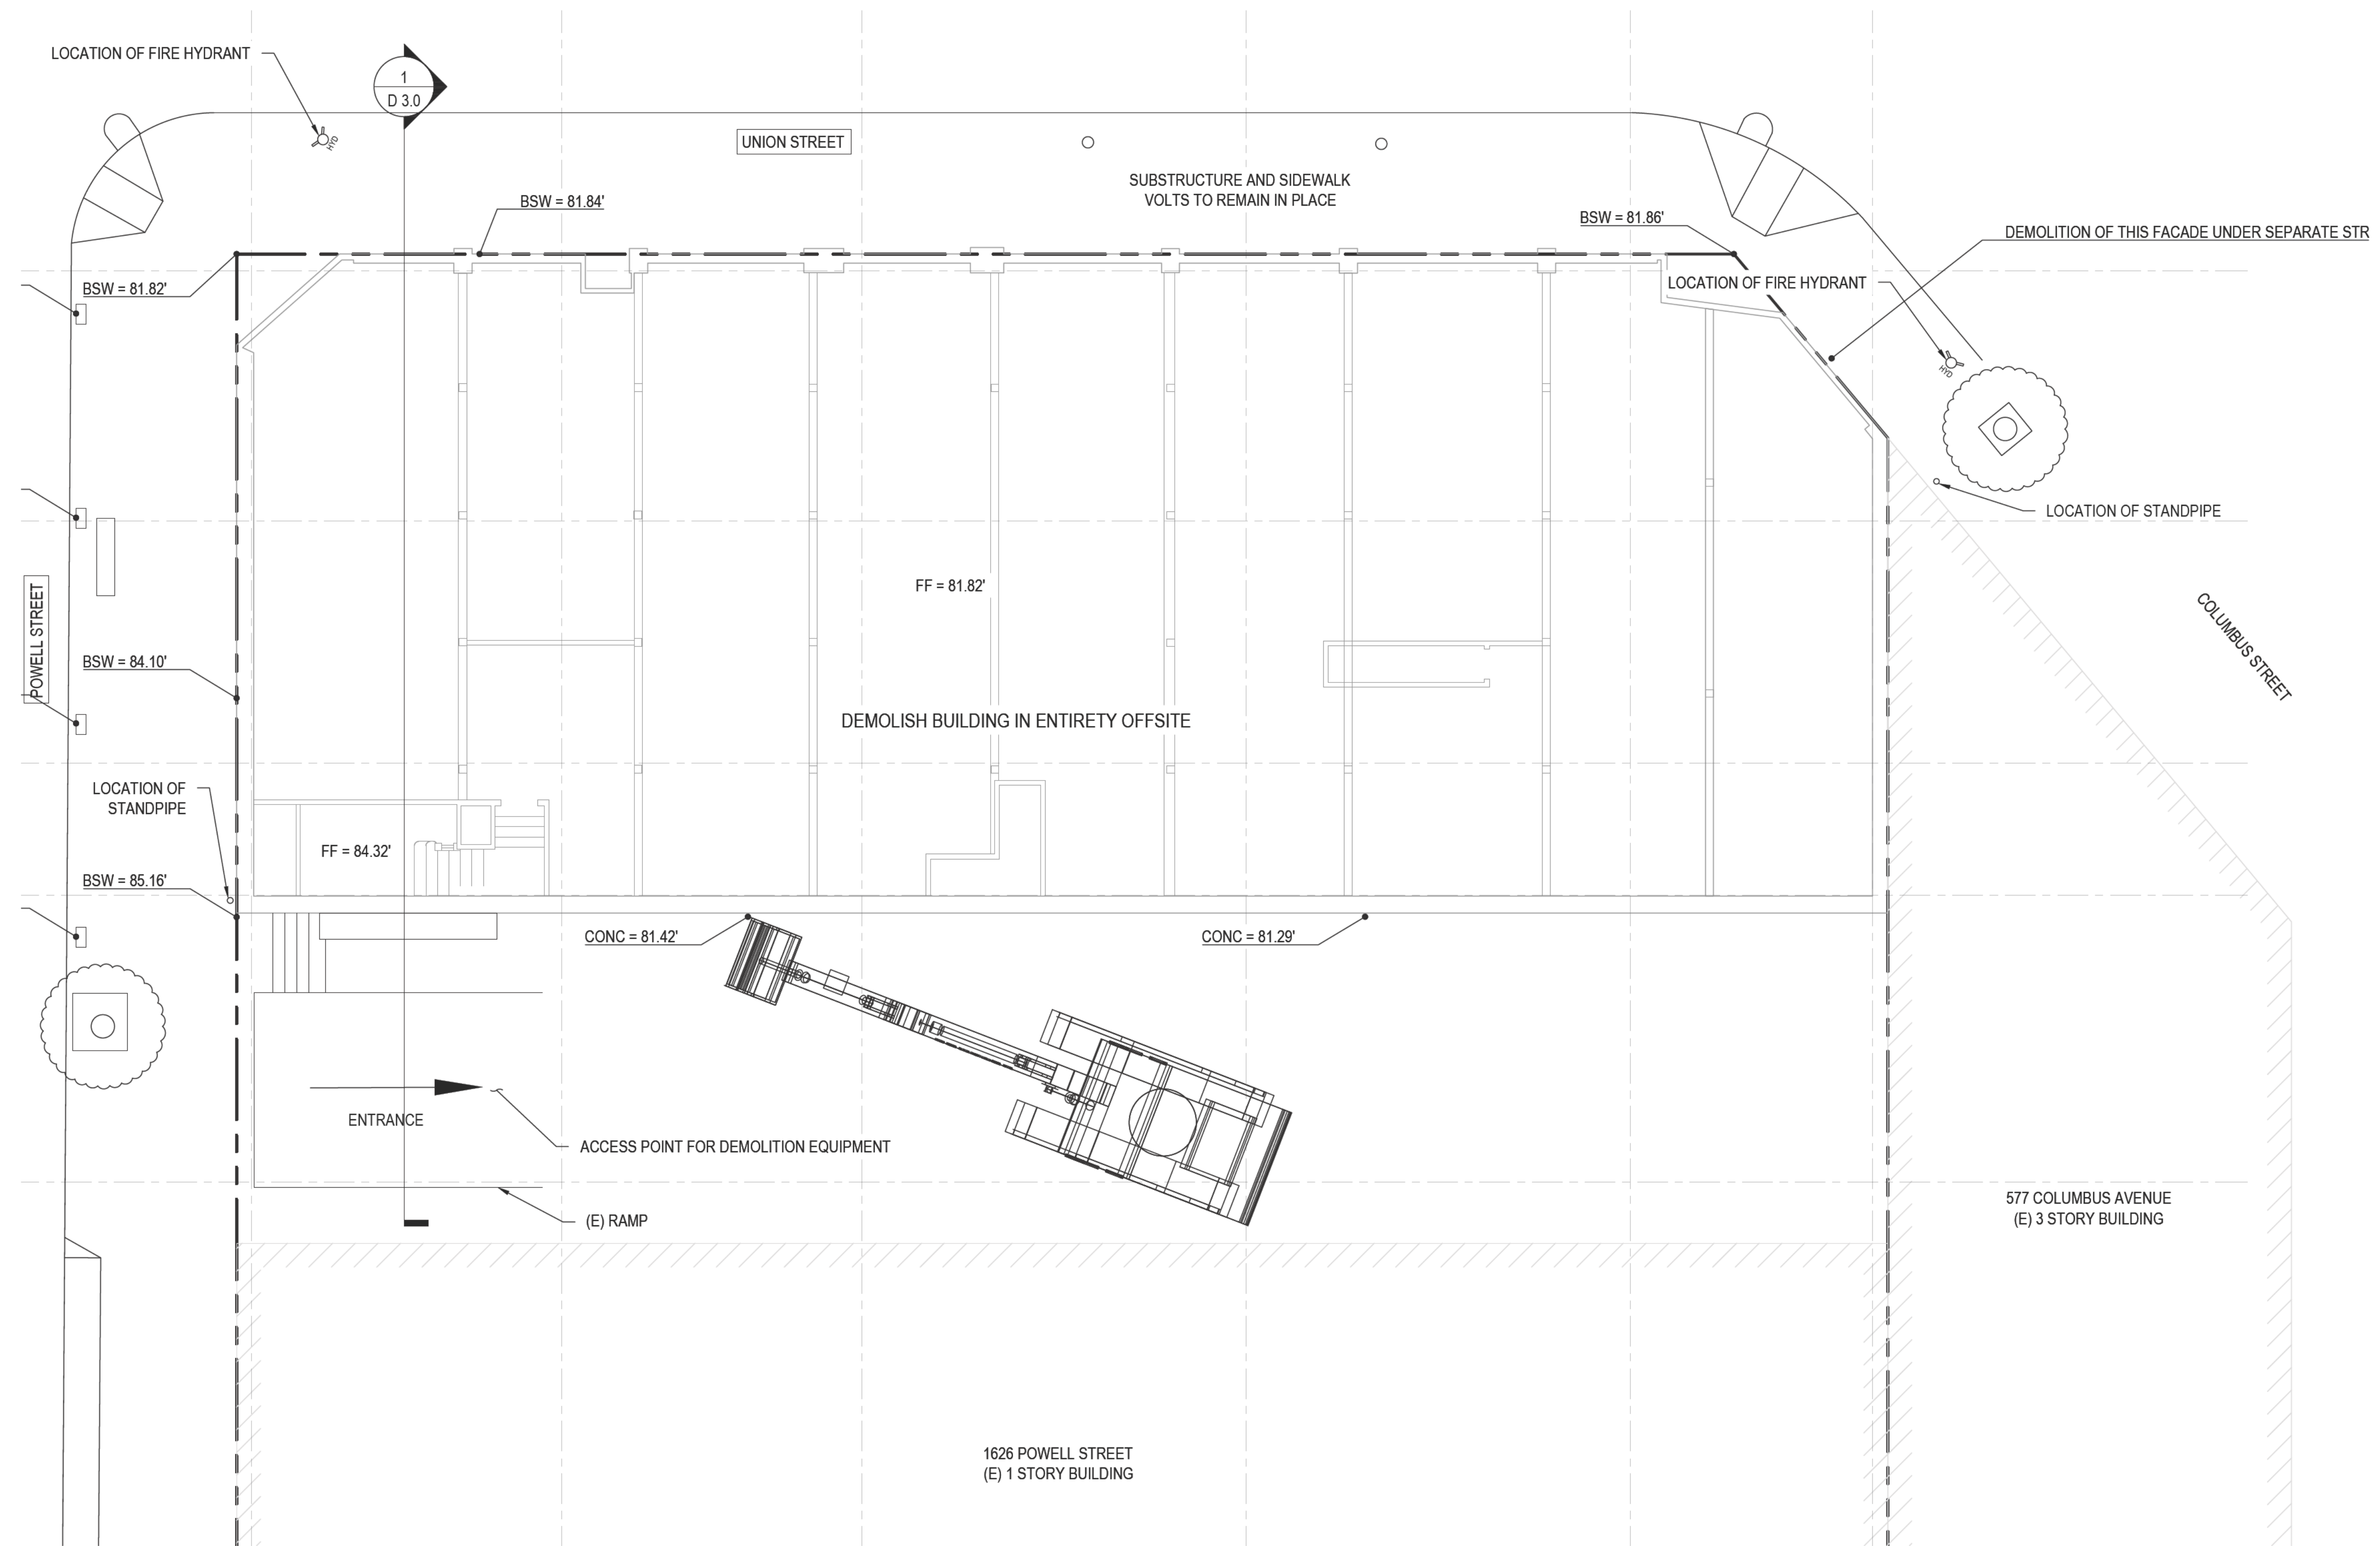 LOCATION OF FIRE HYDRANT
1
D 3.0
HYD
UNION STREET
SUBSTRUCTURE AND SIDEWALK
VOLTS TO REMAIN IN PLACE
BSW = 81.84'
BSW = 81.86'
DEMOLITION OF THIS FACADE UNDER SEPARATE STR
BSW = 81.82'
LOCATION OF FIRE HYDRANT
HYD
LOCATION OF STANDPIPE
FF = 81.82'
POWELL STREET
COLUMBUS STREET
BSW = 84.10'
DEMOLISH BUILDING IN ENTIRETY OFFSITE
LOCATION OF
STANDPIPE
FF = 84.32'
BSW = 85.16'
CONC = 81.42'
CONC = 81.29'
ENTRANCE
ACCESS POINT FOR DEMOLITION EQUIPMENT
(E) RAMP
577 COLUMBUS AVENUE
(E) 3 STORY BUILDING
1626 POWELL STREET
(E) 1 STORY BUILDING